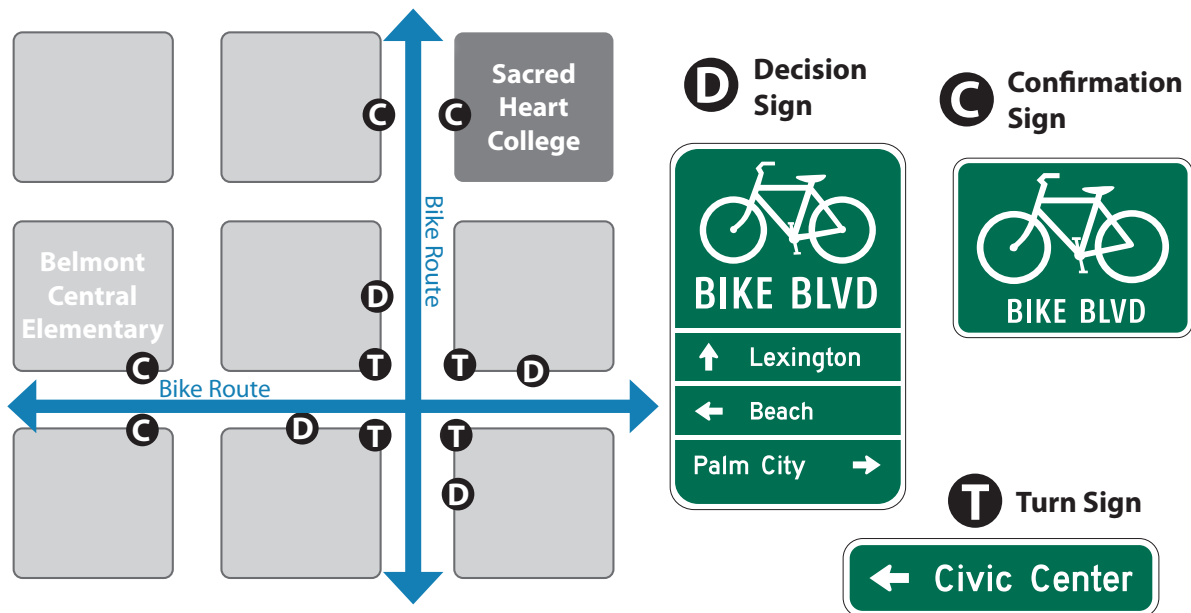 Sacred
Heart
College
C
C
Bike Route
Belmont
Central
Elementary
D
C
T
T
D
Bike Route
C
D
T
T
D
D
Decision
Sign
BIKE BLVD
Lexington
Beach
Palm City
C
Confirmation
Sign
BIKE BLVD
T
Turn Sign
Civic Center